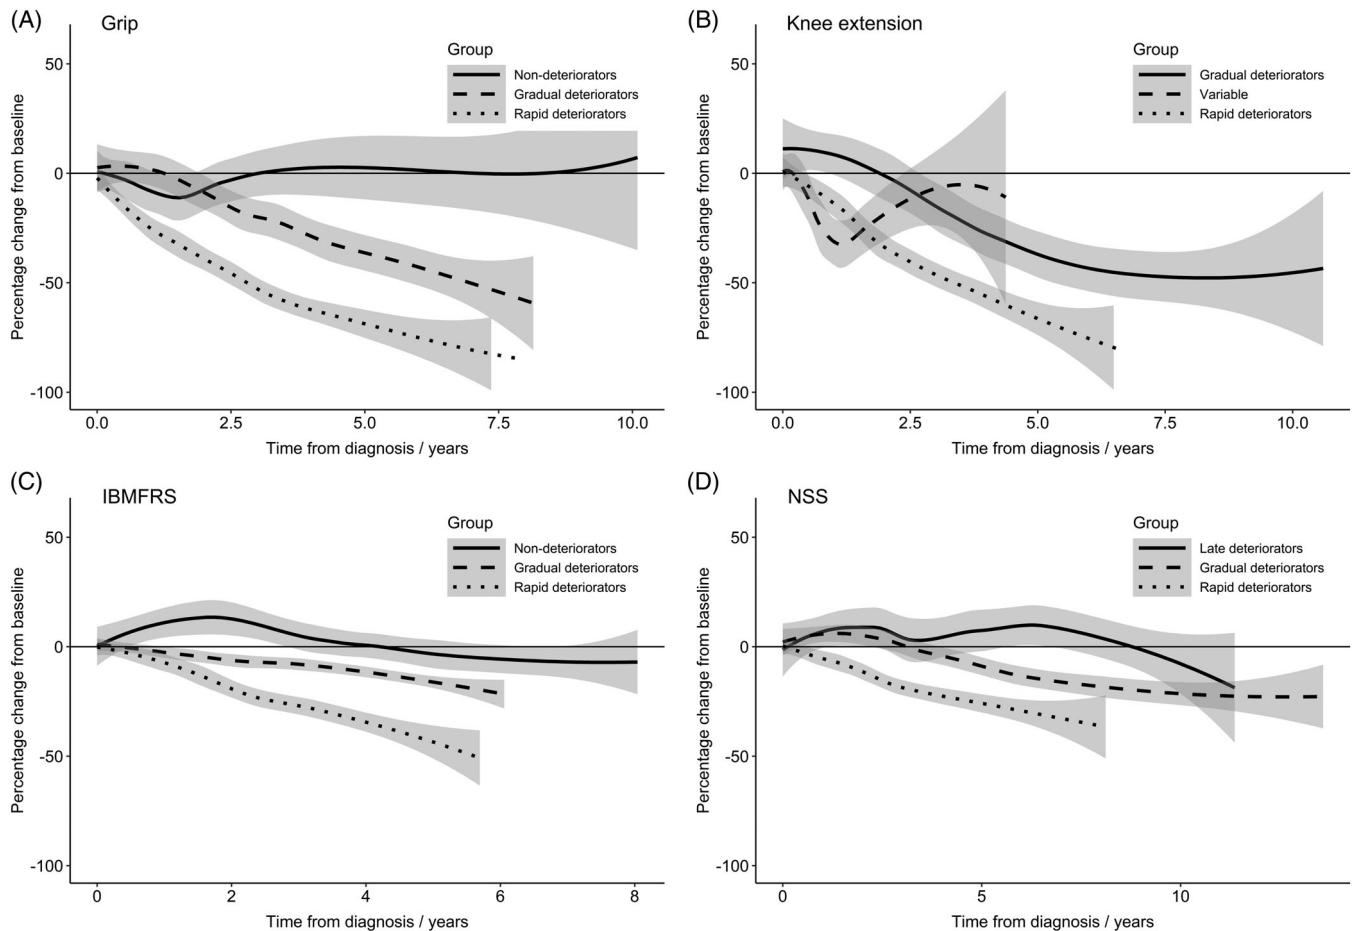 (A) Grip
Group
Non-deteriorators
Gradual deteriorators
Rapid deteriorators
Percentage change from baseline
50
0
-50
-100
0.0 2.5 5.0 7.5 10.0
Time from diagnosis / years
(B) Knee extension
Group
Gradual deteriorators
Variable
Rapid deteriorators
Percentage change from baseline
50
0
-50
-100
0.0 2.5 5.0 7.5 10.0
Time from diagnosis / years
(C) IBMFRS
Group
Non-deteriorators
Gradual deteriorators
Rapid deteriorators
Percentage change from baseline
50
0
-50
-100
0 2 4 6 8
Time from diagnosis / years
(D) NSS
Group
Late deteriorators
Gradual deteriorators
Rapid deteriorators
Percentage change from baseline
50
0
-50
-100
0 5 10
Time from diagnosis / years